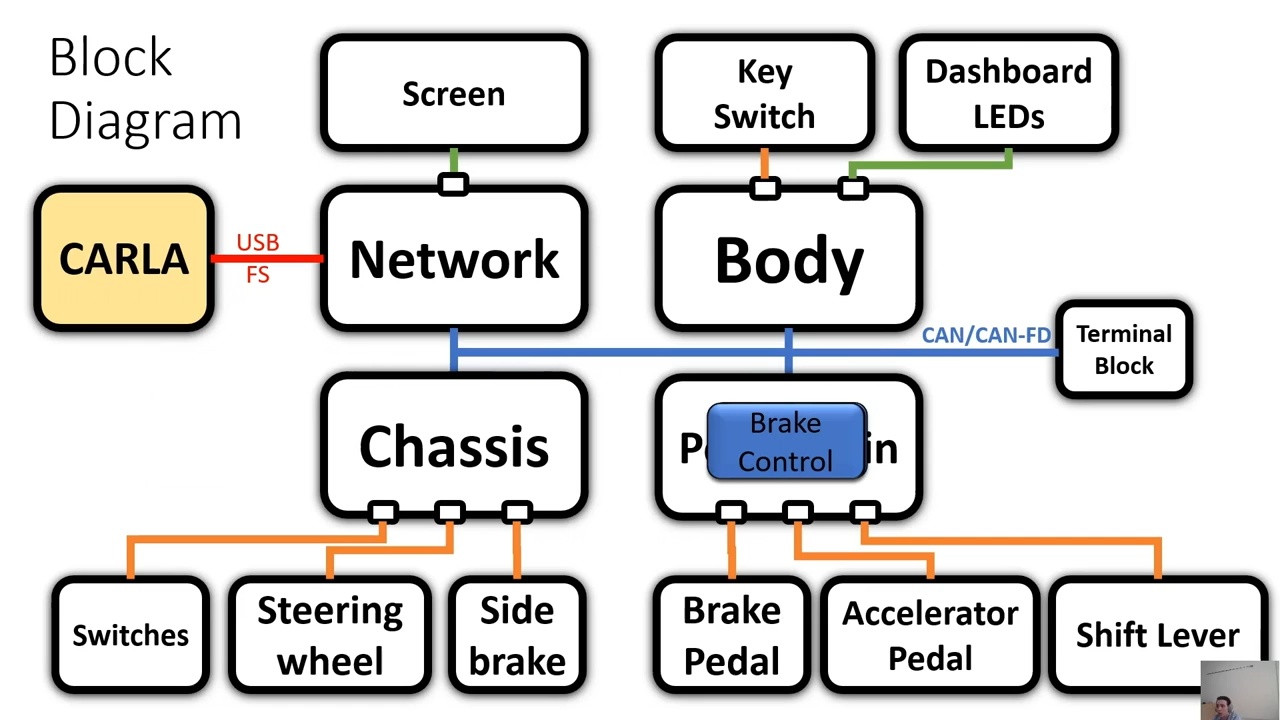 Block
Diagram
Screen
Key
Switch
Dashboard
LEDs
CARLA
USB
FS
Network
Body
CAN/CAN-FD
Terminal
Block
Chassis
Brake
Control
Switches
Steering
wheel
Side
brake
Brake
Pedal
Accelerator
Pedal
Shift Lever